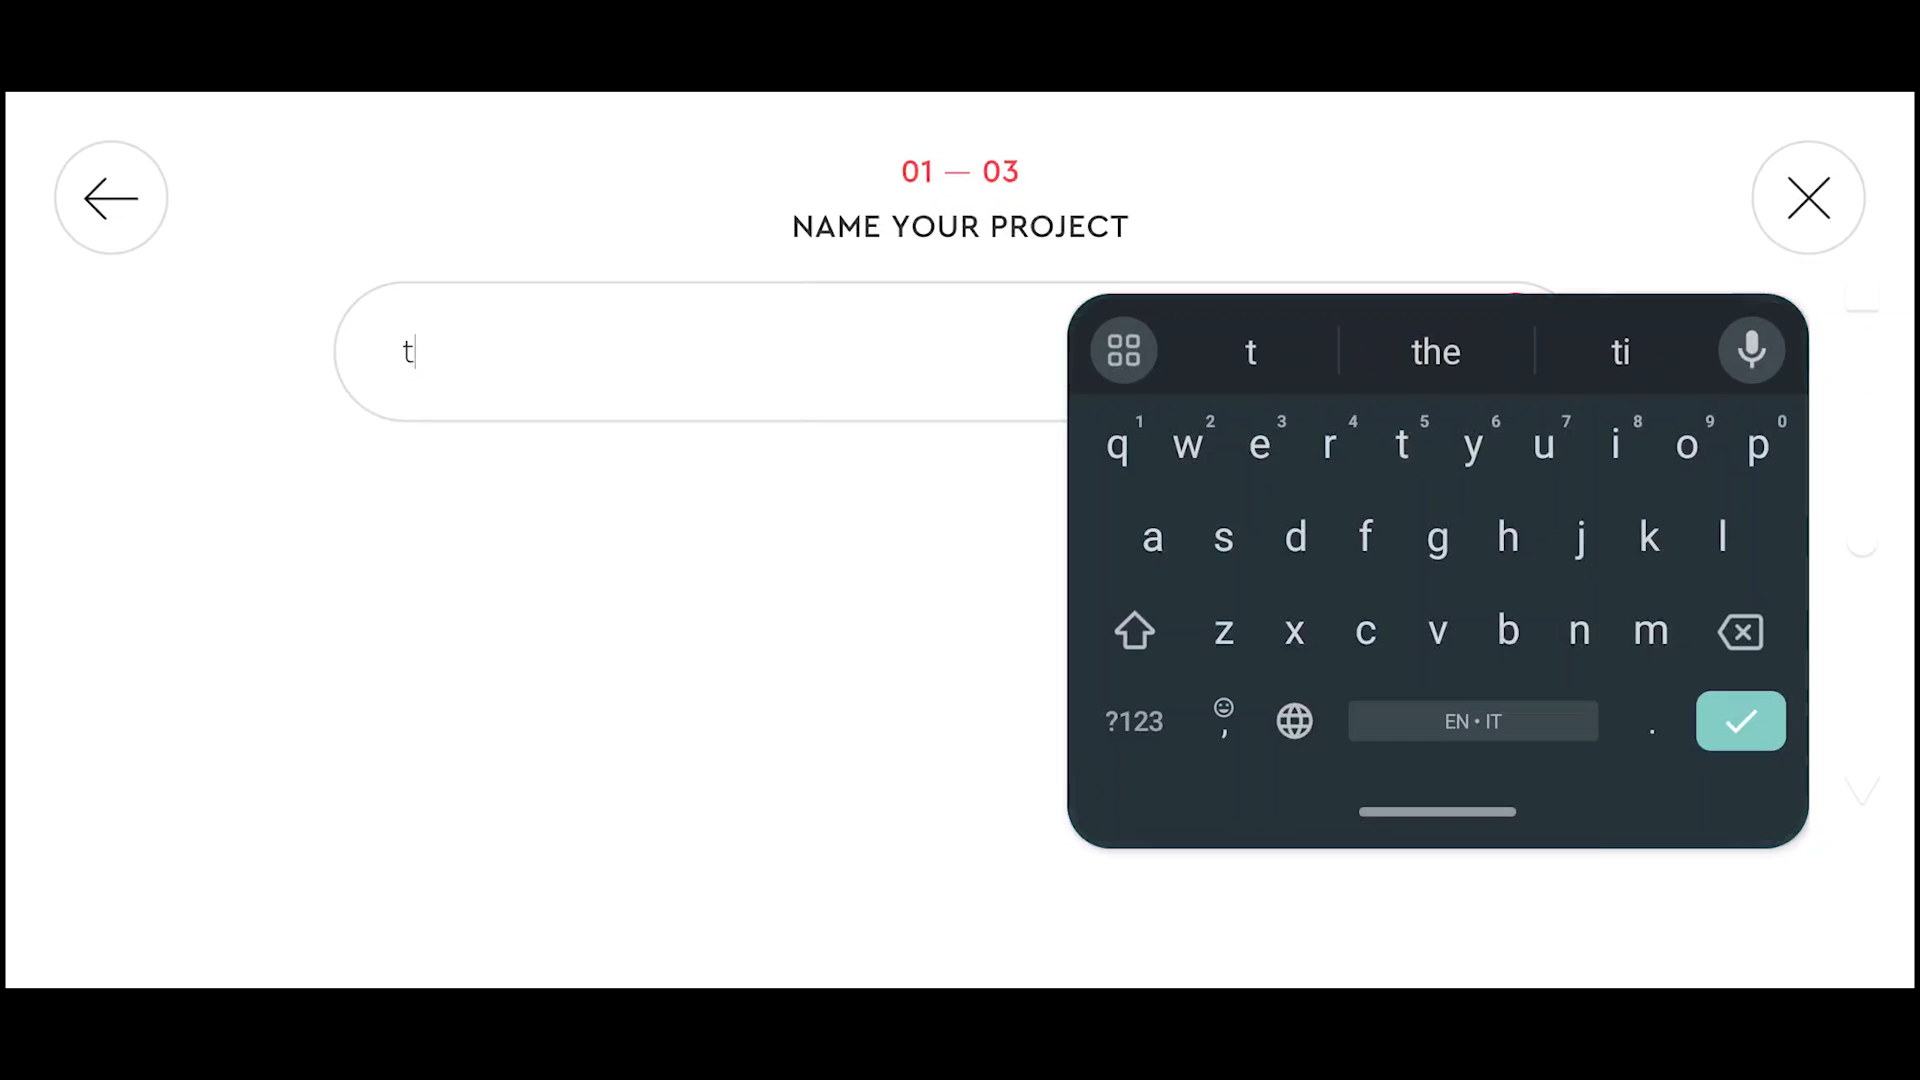 01 — 03
NAME YOUR PROJECT
t
t the ti
1 2 3 4 5 6 7 8 9 0
q w e r t y u i o p
a s d f g h j k l
z x c v b n m
?123 , EN • IT .